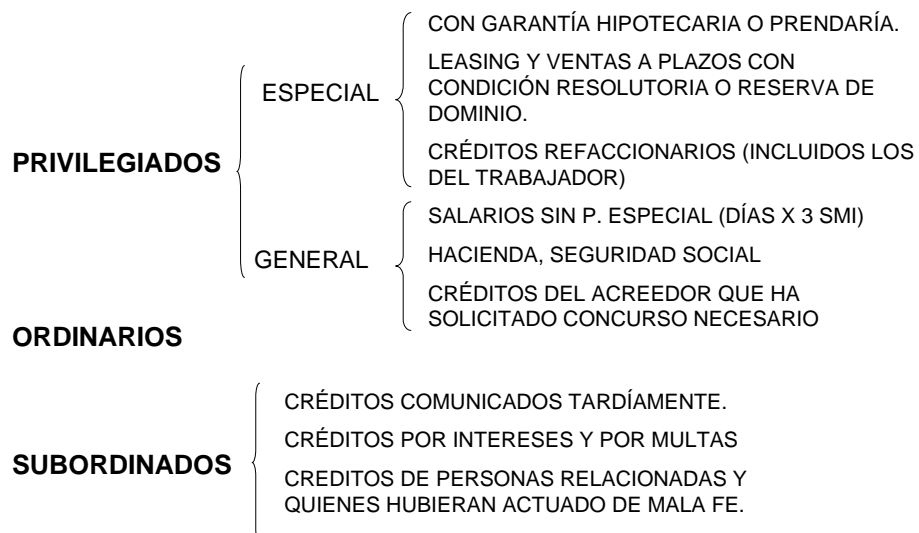 PRIVILEGIADOS
ESPECIAL
CON GARANTÍA HIPOTECARIA O PRENDARÍA.
LEASING Y VENTAS A PLAZOS CON
CONDICIÓN RESOLUTORIA O RESERVA DE
DOMINIO.
CRÉDITOS REFACCIONARIOS (INCLUIDOS LOS
DEL TRABAJADOR)
GENERAL
SALARIOS SIN P. ESPECIAL (DÍAS X 3 SMI)
HACIENDA, SEGURIDAD SOCIAL
CRÉDITOS DEL ACREEDOR QUE HA
SOLICITADO CONCURSO NECESARIO
ORDINARIOS
SUBORDINADOS
CRÉDITOS COMUNICADOS TARDÍAMENTE.
CRÉDITOS POR INTERESES Y POR MULTAS
CREDITOS DE PERSONAS RELACIONADAS Y
QUIENES HUBIERAN ACTUADO DE MALA FE.